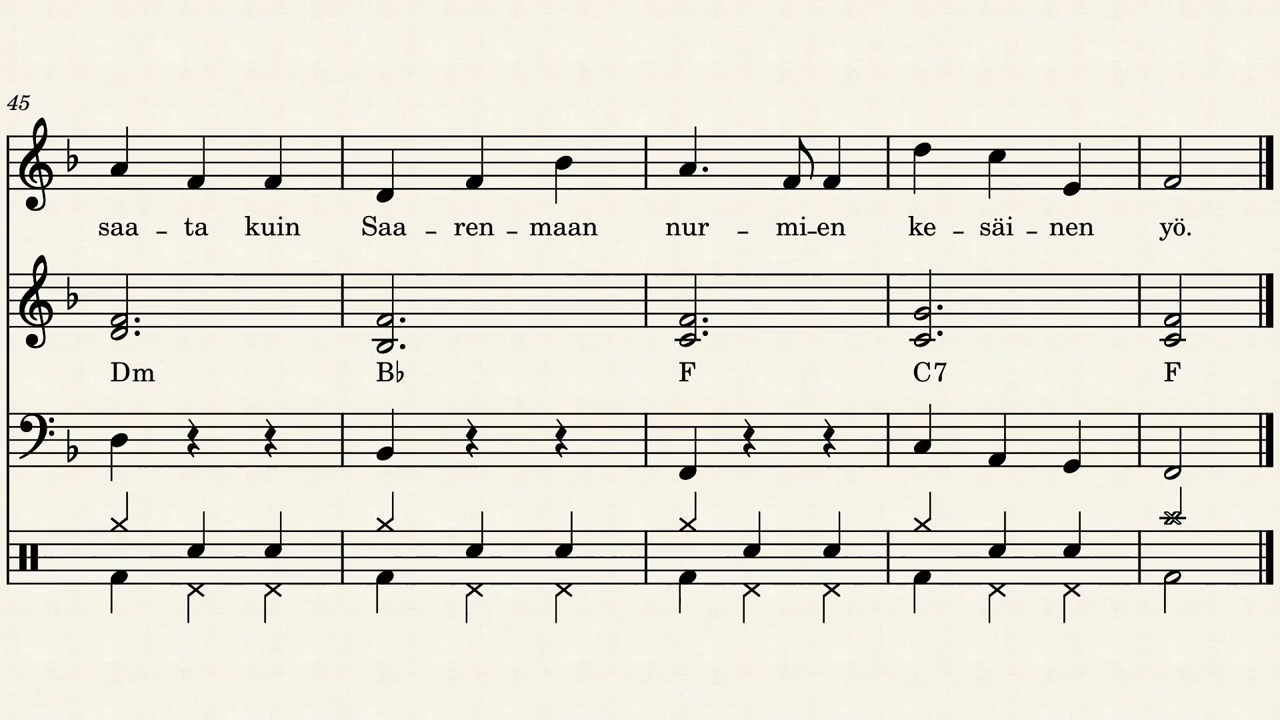 45
saa – ta kuin Saa – ren – maan nur – mi – en ke – säi – nen yö.
Dm B♭ F C7 F